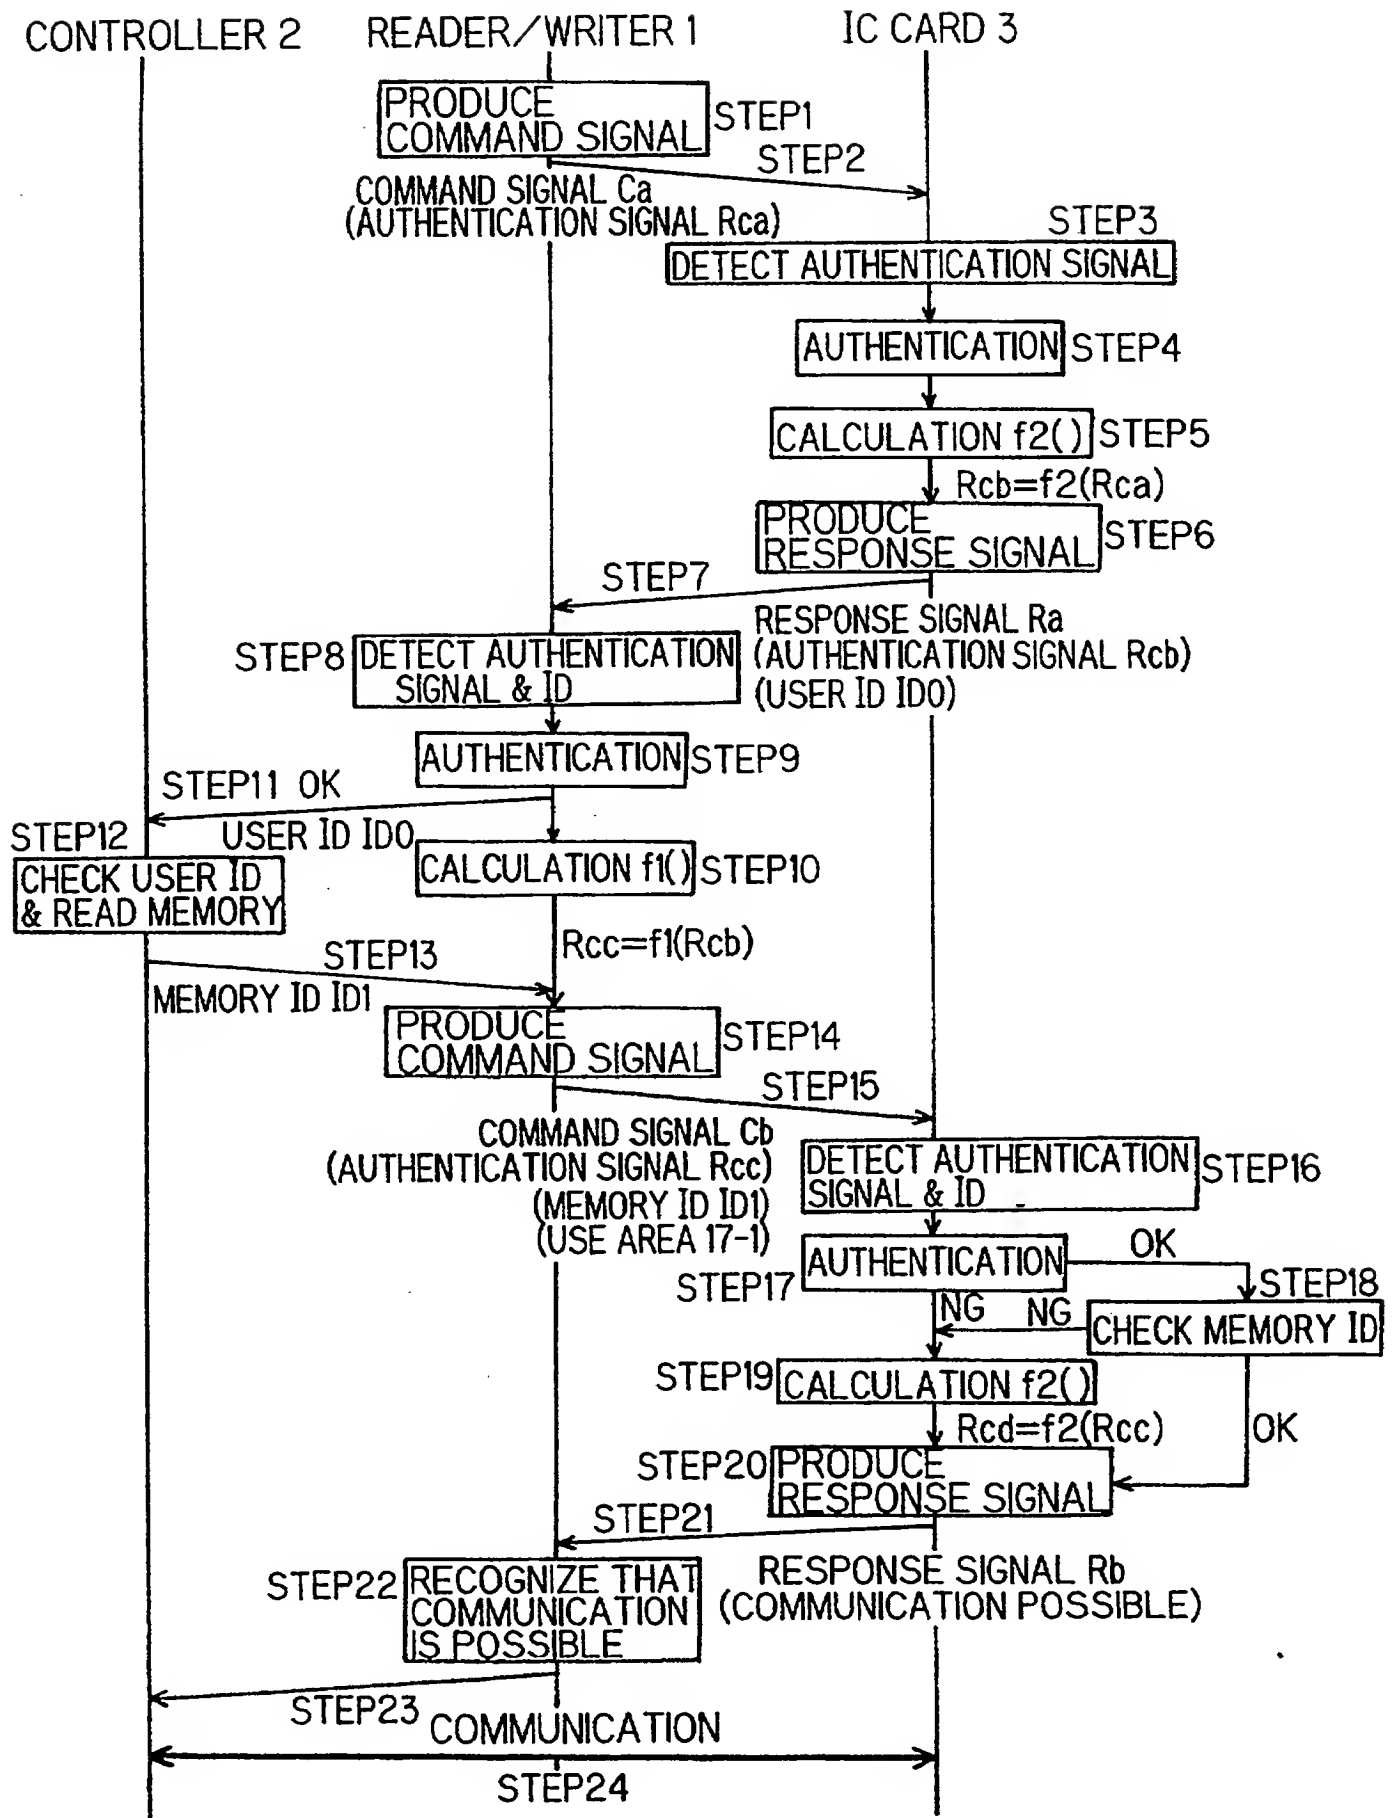 CONTROLLER 2
READER/WRITER 1
IC CARD 3
PRODUCE
COMMAND SIGNAL
STEP1
STEP2
COMMAND SIGNAL Ca
(AUTHENTICATION SIGNAL Rca)
STEP3
DETECT AUTHENTICATION SIGNAL
AUTHENTICATION
STEP4
CALCULATION f2()
STEP5
Rcb=f2(Rca)
PRODUCE
RESPONSE SIGNAL
STEP6
STEP7
RESPONSE SIGNAL Ra
(AUTHENTICATION SIGNAL Rcb)
(USER ID ID0)
STEP8
DETECT AUTHENTICATION
SIGNAL & ID
AUTHENTICATION
STEP9
STEP11 OK
USER ID ID0
STEP12
CHECK USER ID
& READ MEMORY
CALCULATION f1()
STEP10
Rcc=f1(Rcb)
STEP13
MEMORY ID ID1
PRODUCE
COMMAND SIGNAL
STEP14
STEP15
COMMAND SIGNAL Cb
(AUTHENTICATION SIGNAL Rcc)
(MEMORY ID ID1)
(USE AREA 17-1)
DETECT AUTHENTICATION
SIGNAL & ID
STEP16
AUTHENTICATION
STEP17
OK
STEP18
NG
NG
CHECK MEMORY ID
STEP19
CALCULATION f2()
Rcd=f2(Rcc)
OK
STEP20
PRODUCE
RESPONSE SIGNAL
STEP21
RESPONSE SIGNAL Rb
(COMMUNICATION POSSIBLE)
STEP22
RECOGNIZE THAT
COMMUNICATION
IS POSSIBLE
STEP23
COMMUNICATION
STEP24